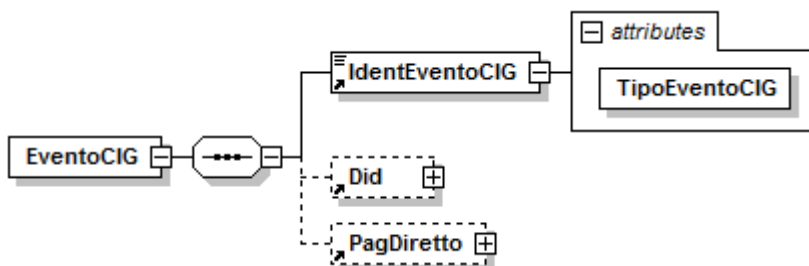 attributes
IdentEventoCIG
TipoEventoCIG
EventoCIG
Did
PagDiretto